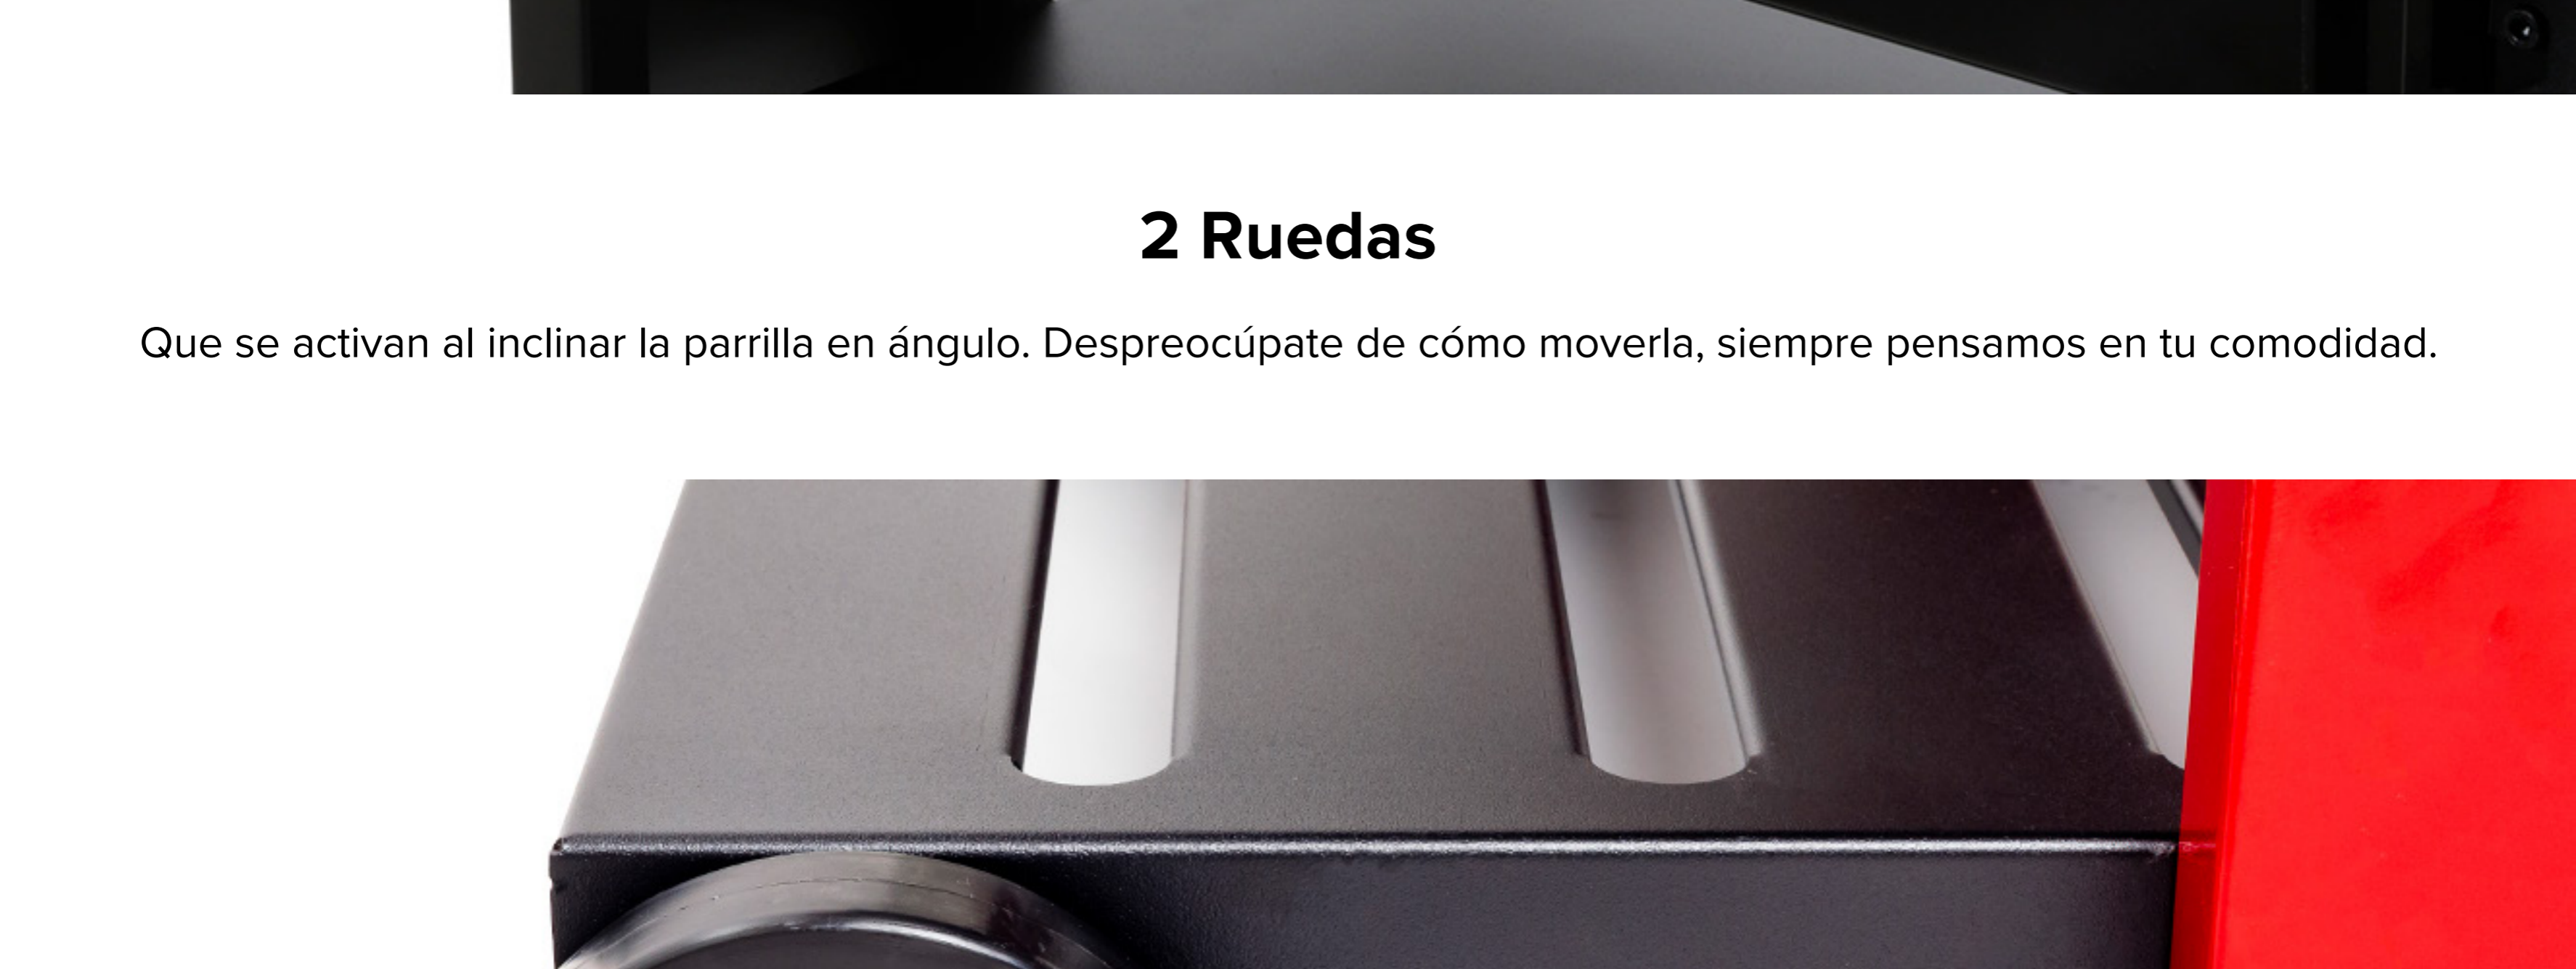 2 Ruedas
Que se activan al inclinar la parrilla en ángulo. Despreocúpate de cómo moverla, siempre pensamos en tu comodidad.